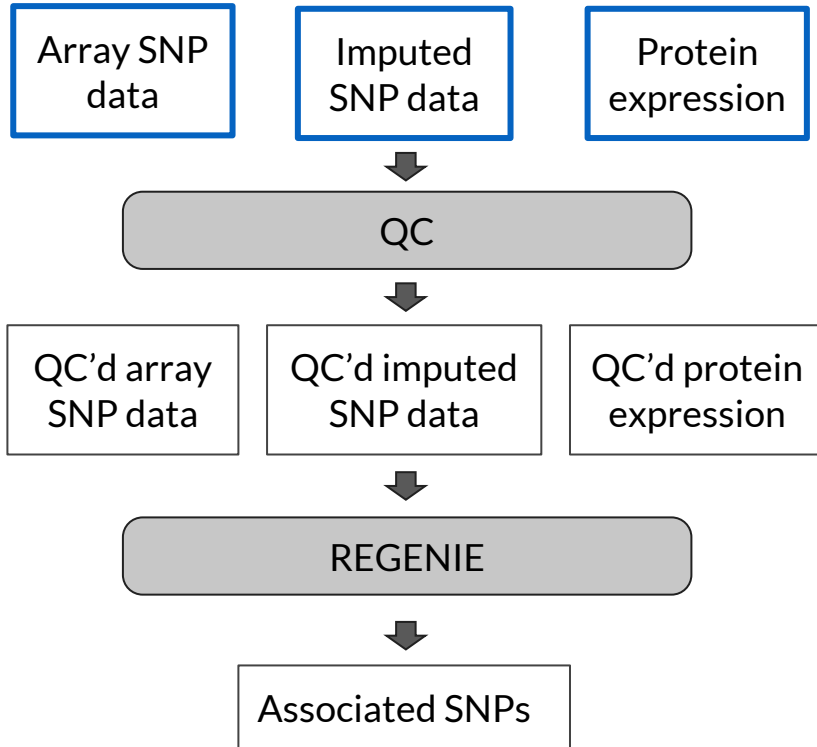 Array SNP
data
Imputed
SNP data
Protein
expression
QC
QC’d array
SNP data
QC’d imputed
SNP data
QC’d protein
expression
REGENIE
Associated SNPs